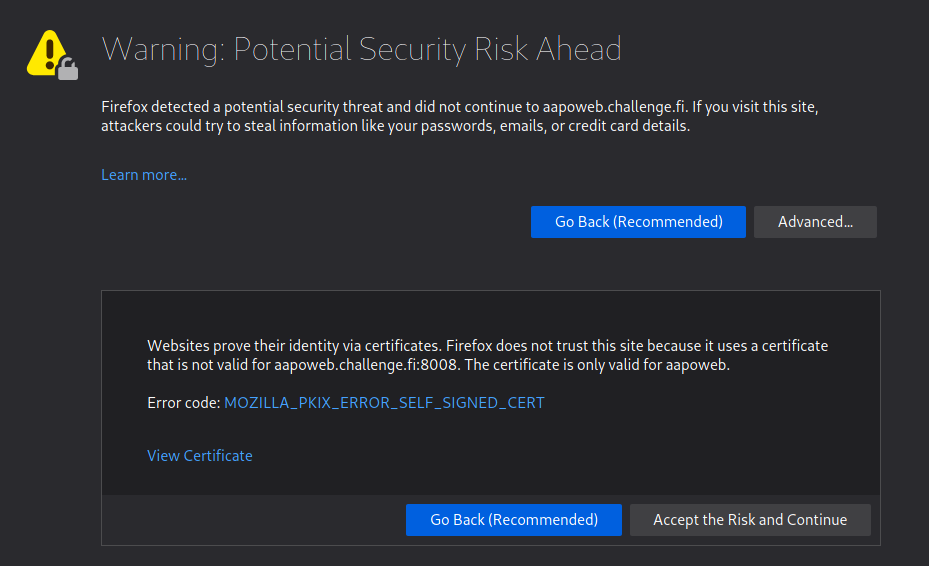 Warning: Potential Security Risk Ahead
Firefox detected a potential security threat and did not continue to aapoweb.challenge.fi. If you visit this site,
attackers could try to steal information like your passwords, emails, or credit card details.
Learn more...
Go Back (Recommended) Advanced...
Websites prove their identity via certificates. Firefox does not trust this site because it uses a certificate
that is not valid for aapoweb.challenge.fi:8008. The certificate is only valid for aapoweb.
Error code: MOZILLA_PKIX_ERROR_SELF_SIGNED_CERT
View Certificate
Go Back (Recommended) Accept the Risk and Continue